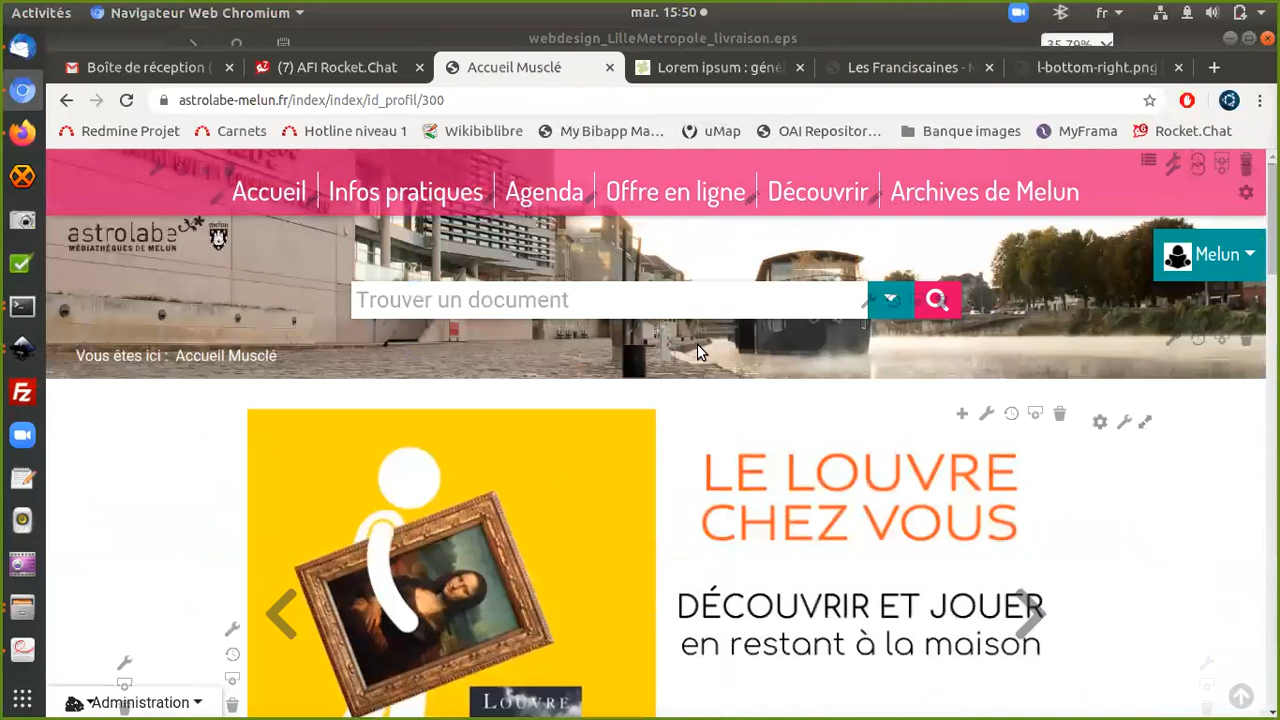 Activités Navigateur Web Chromium mar. 15:50 fr
webdesign_LilleMetropole_livraison.eps
35,79%
Boîte de réception ( (7) AFI Rocket.Chat Accueil Musclé Lorem ipsum : géné Les Franciscaines - N l-bottom-right.png
astrolabe-melun.fr/index/index/id_profil/300
Redmine Projet Carnets Hotline niveau 1 Wikibiblibre My Bibapp Ma... uMap OAI Repositor... Banque images MyFrama Rocket.Chat
Accueil Infos pratiques Agenda Offre en ligne Découvrir Archives de Melun
astrolabe melun
MÉDIATHÈQUES DE MELUN
Melun
Trouver un document
Vous êtes ici : Accueil Musclé
LE LOUVRE
CHEZ VOUS
DÉCOUVRIR ET JOUER
en restant à la maison
LOUVRE
Administration